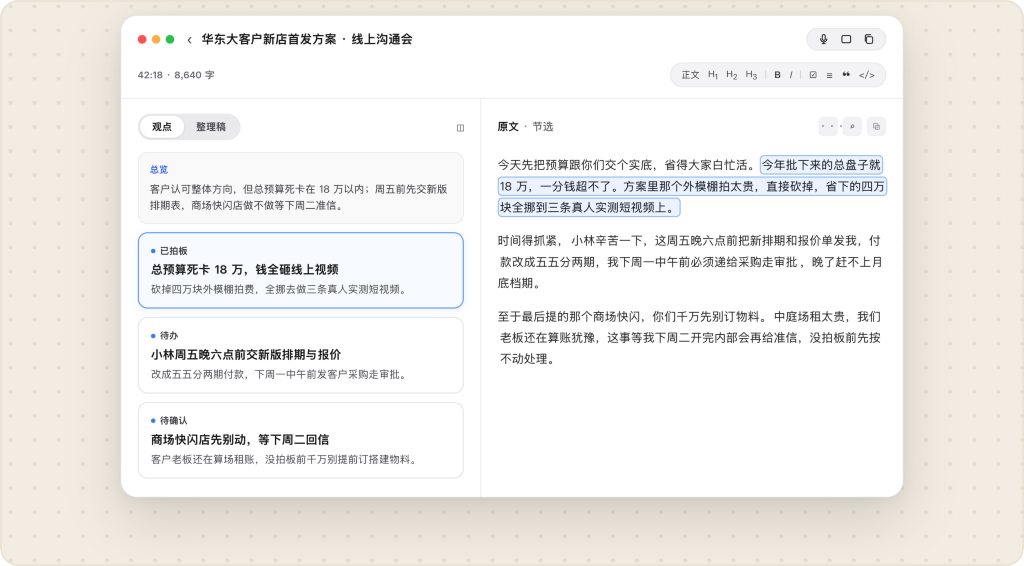 华东大客户新店首发方案 · 线上沟通会
42:18 · 8,640 字
正文 H1 H2 H3 B I </>
观点 整理稿
总览
客户认可整体方向，但总预算死卡在 18 万以内；周五前交新版
排期表，商场快闪店做不做等下周二准信。
已拍板
总预算死卡 18 万，钱全砸线上视频
砍掉四万块外模棚拍费，全挪去做三条真人实测短视频。
待办
小林周五晚六点前交新版排期与报价
改成五五分两期付款，下周一中午前发客户采购走审批。
待确认
商场快闪店先别动，等下周二回信
客户老板还在算场租账，没拍板前千万别提前订搭建物料。
原文 · 节选
今天先把预算跟你们交个实底，省得大家白忙活。今年批下来的总盘子就
18 万，一分钱超不了。方案里那个外模棚拍太贵，直接砍掉，省下的四万
块全挪到三条真人实测短视频上。
时间得抓紧，小林辛苦一下，这周五晚六点前把新排期和报价单发我，付
款改成五五分两期，我下周一中午前必须递给采购走审批，晚了赶不上月
底档期。
至于最后提的那个商场快闪，你们千万先别订物料。中庭场租太贵，我们
老板还在算账犹豫，这事等我下周二开完内部会再给准信，没拍板前先按
不动处理。